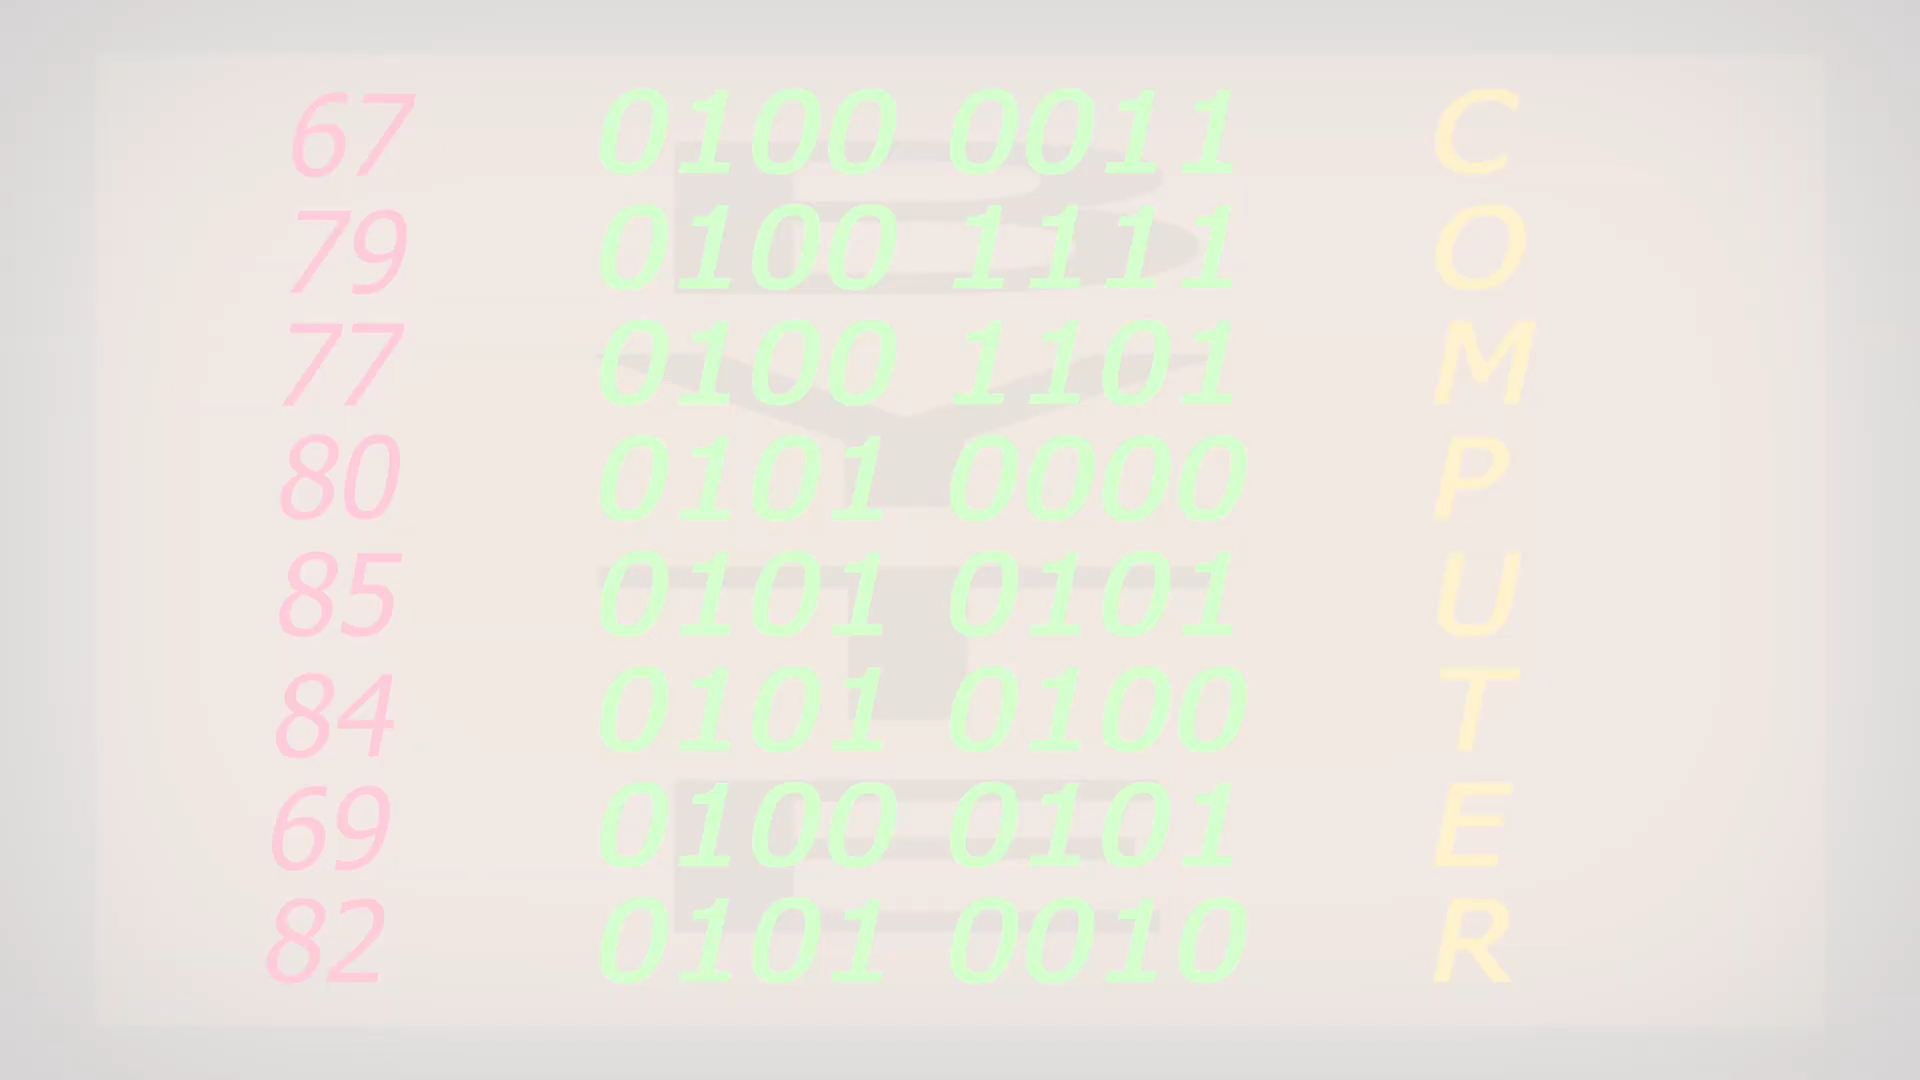 67 0100 0011 C
79 0100 1111 O
77 0100 1101 M
80 0101 0000 P
85 0101 0101 U
84 0101 0100 T
69 0100 0101 E
82 0101 0010 R
B
Y
T
E